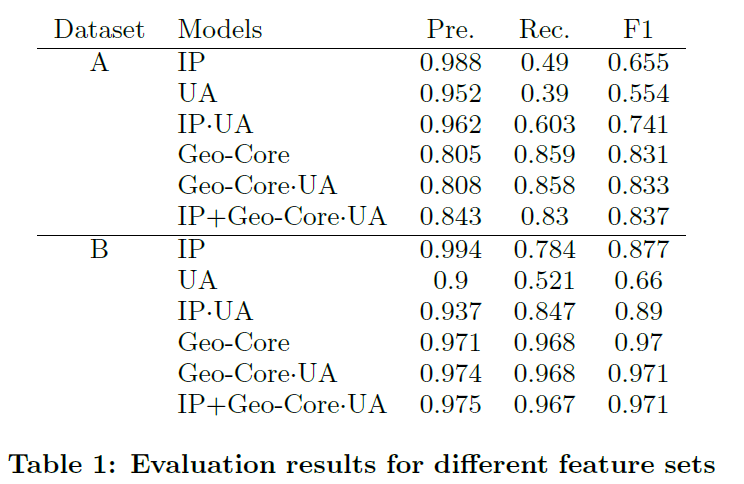 Dataset Models Pre. Rec. F1
A IP 0.988 0.49 0.655
UA 0.952 0.39 0.554
IP·UA 0.962 0.603 0.741
Geo-Core 0.805 0.859 0.831
Geo-Core·UA 0.808 0.858 0.833
IP+Geo-Core·UA 0.843 0.83 0.837
B IP 0.994 0.784 0.877
UA 0.9 0.521 0.66
IP·UA 0.937 0.847 0.89
Geo-Core 0.971 0.968 0.97
Geo-Core·UA 0.974 0.968 0.971
IP+Geo-Core·UA 0.975 0.967 0.971
Table 1: Evaluation results for different feature sets